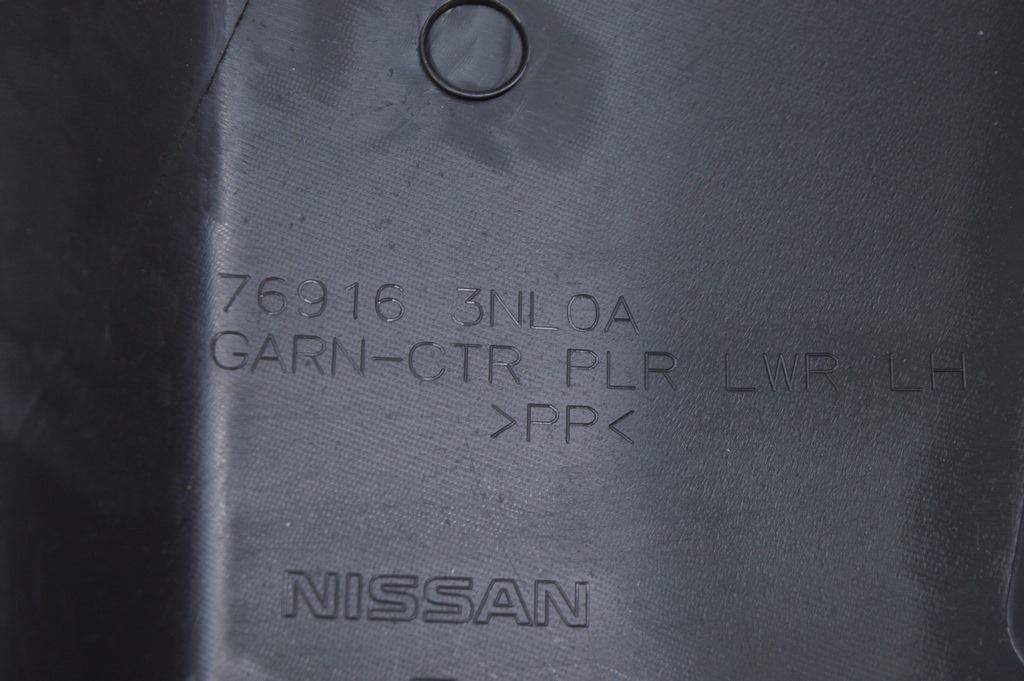 76916 3NL0A
GARN-CTR PLR LWR LH
>PP<
NISSAN